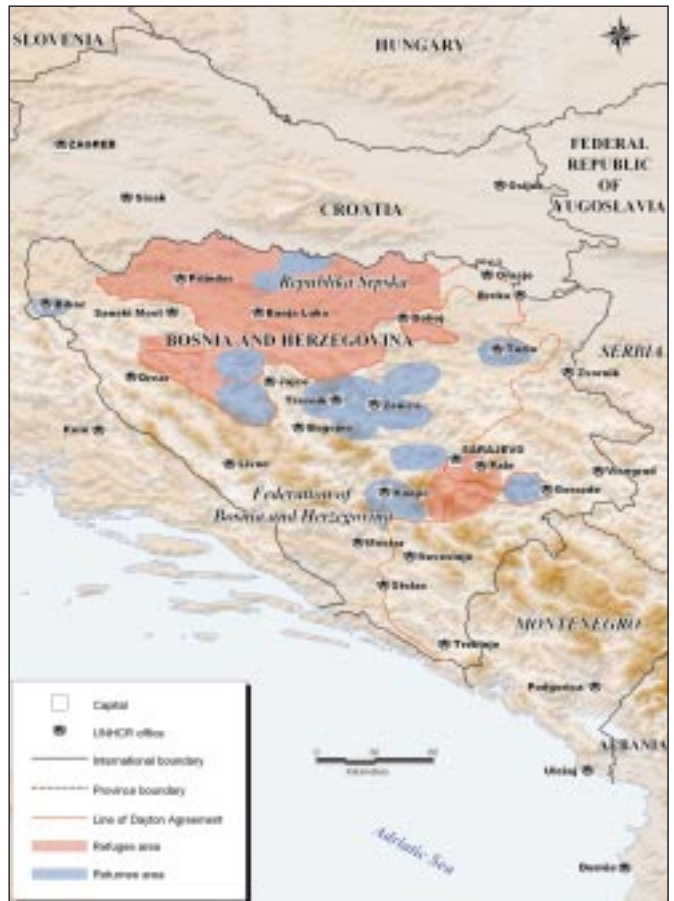 SLOVENIA
HUNGARY
ZAGREB
FEDERAL
REPUBLIC
OF
YUGOSLAVIA
Osijek
Sisak
CROATIA
Orasje
Prijedor
Republika Srpska
Brcko
Bihac
Sanski Most
Banja Luka
Doboj
BOSNIA AND HERZEGOVINA
Tuzla
SERBIA
Zvornik
Drvar
Jajce
Travnik
Zenica
Knin
Bugojno
SARAJEVO
Livno
Pale
Visegrad
Federation of
Bosnia and Herzegovina
Konjic
Gorazde
Mostar
Nevesinje
Stolac
MONTENEGRO
Trebinje
Podgorica
Capital
UNHCR office
International boundary
Province boundary
Line of Dayton Agreement
Refugee area
Returnee area
Kilometres
ALBANIA
Ulcinj
Adriatic Sea